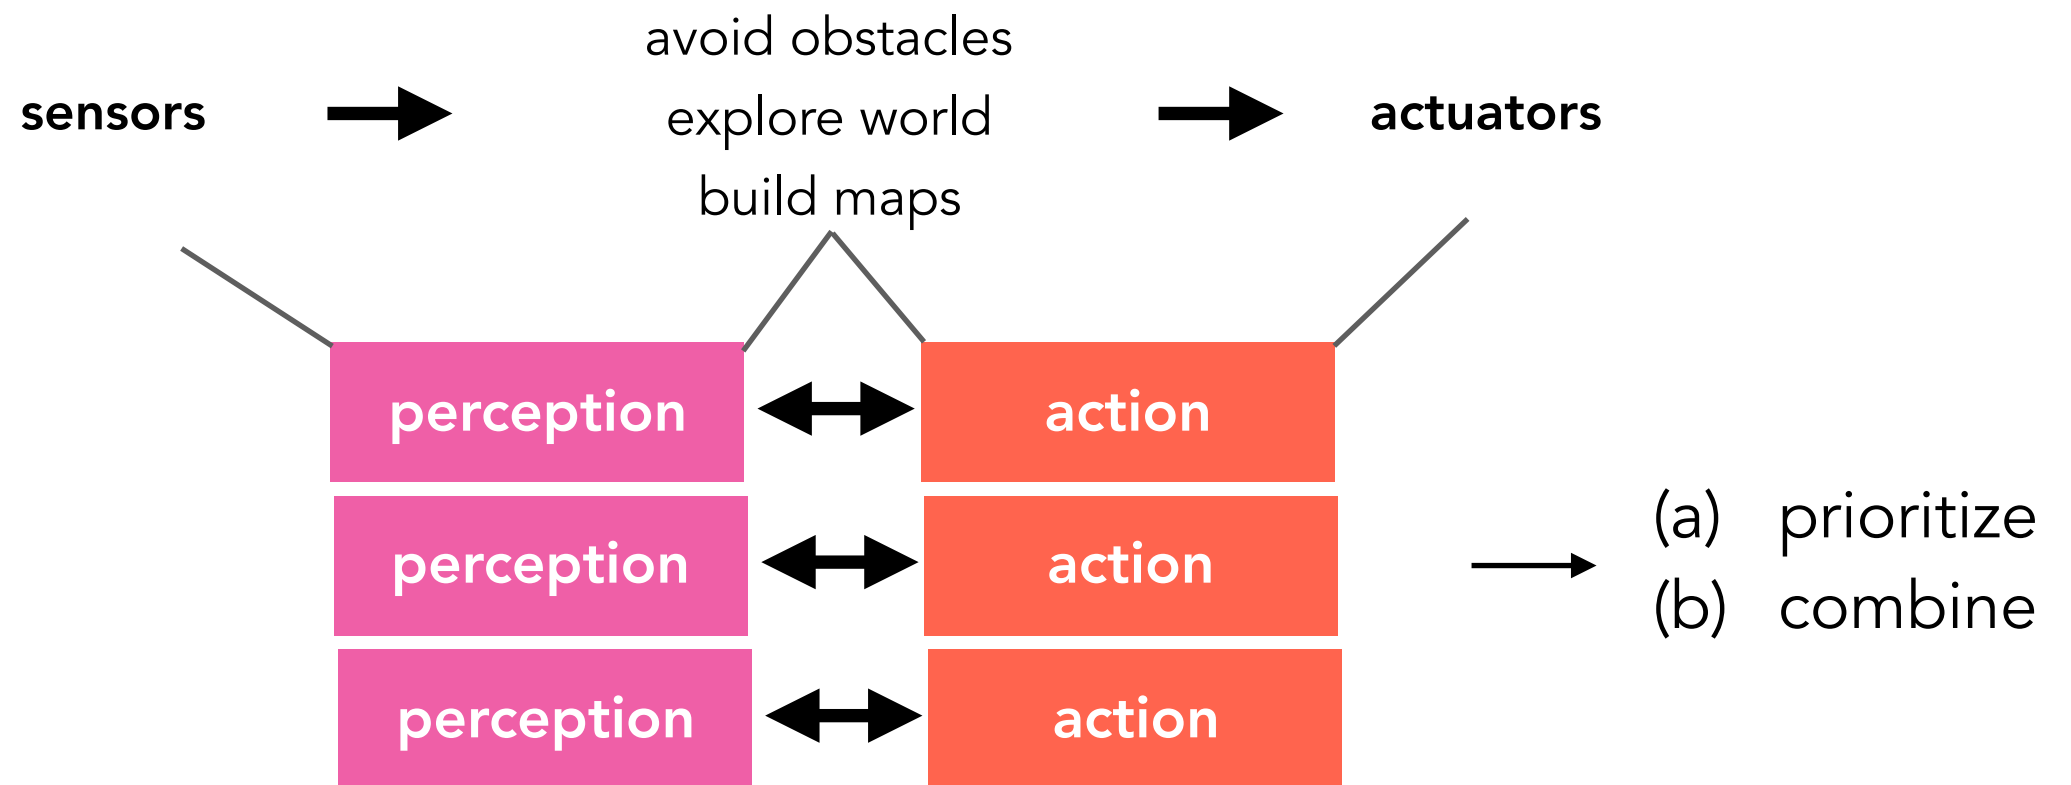 avoid obstacles
sensors
explore world
actuators
build maps
perception
action
perception
action
perception
action
(a) prioritize
(b) combine